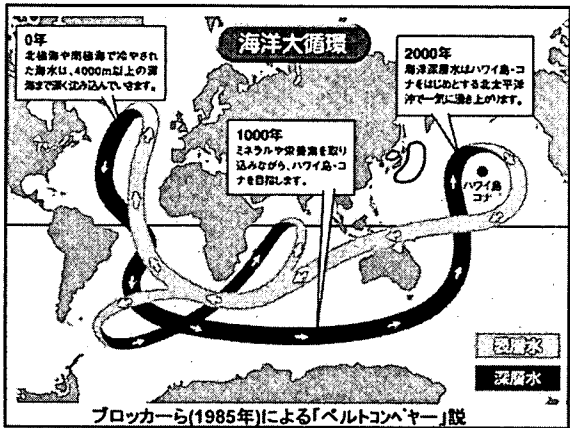 海洋大循環
0年
北極海や南極海で冷やされ
た海水は、4000m以上の深
海まで深く沈み込んでいきます。
1000年
ミネラルや栄養素を取り
込みながら、ハワイ島・コ
ナを目指します。
2000年
海洋深層水はハワイ島・コ
ナをはじめとする北太平洋
沖で一気に湧き上がります。
ハワイ島
コナ
表層水
深層水
ブロッカーら(1985年)による「ベルトコンベヤー」説